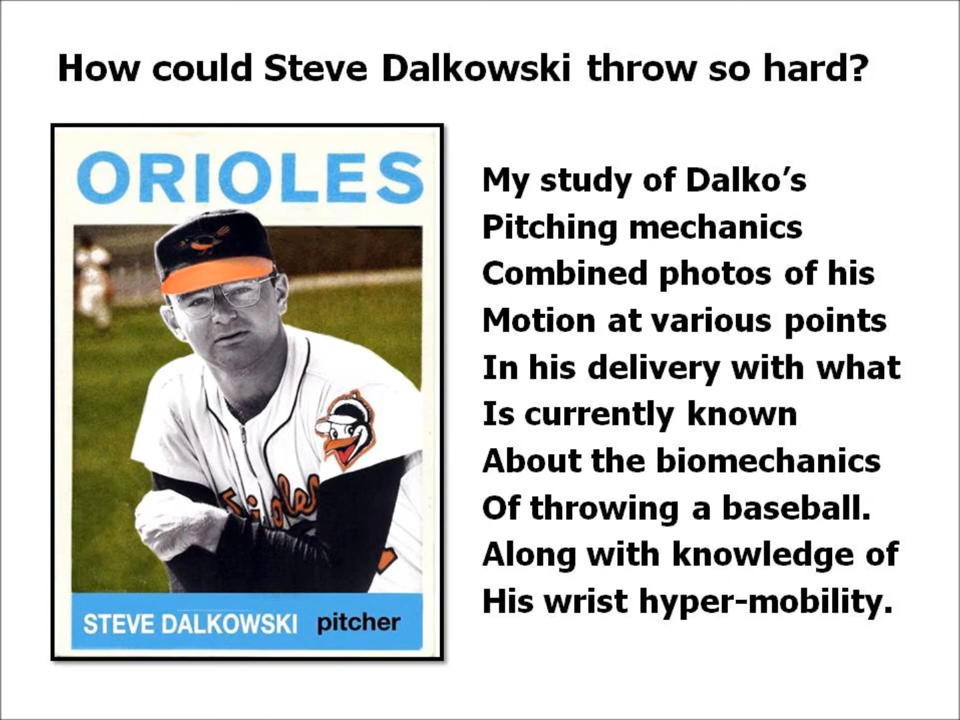 How could Steve Dalkowski throw so hard?
ORIOLES
Orioles
STEVE DALKOWSKI pitcher
My study of Dalko's
Pitching mechanics
Combined photos of his
Motion at various points
In his delivery with what
Is currently known
About the biomechanics
Of throwing a baseball.
Along with knowledge of
His wrist hyper-mobility.